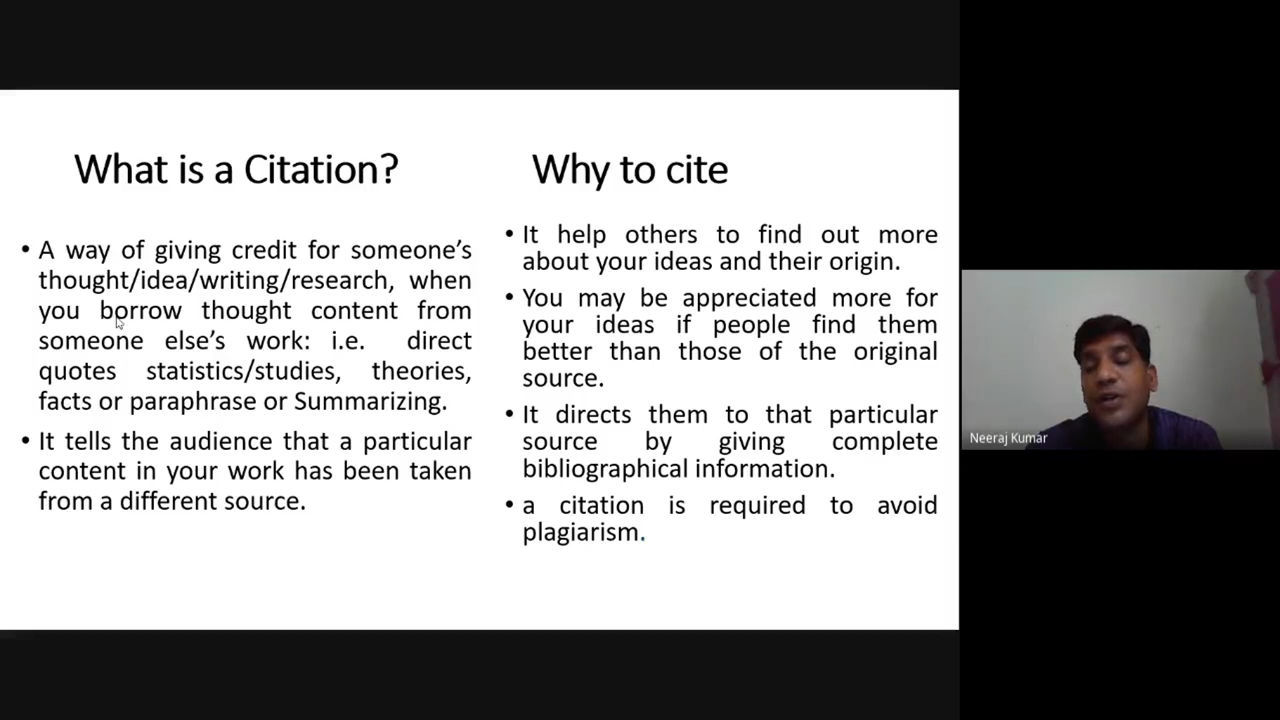 What is a Citation?
• A way of giving credit for someone's
thought/idea/writing/research, when
you borrow thought content from
someone else's work: i.e. direct
quotes statistics/studies, theories,
facts or paraphrase or Summarizing.
• It tells the audience that a particular
content in your work has been taken
from a different source.
Why to cite
• It help others to find out more
about your ideas and their origin.
• You may be appreciated more for
your ideas if people find them
better than those of the original
source.
• It directs them to that particular
source by giving complete
bibliographical information.
• a citation is required to avoid
plagiarism.
Neeraj Kumar